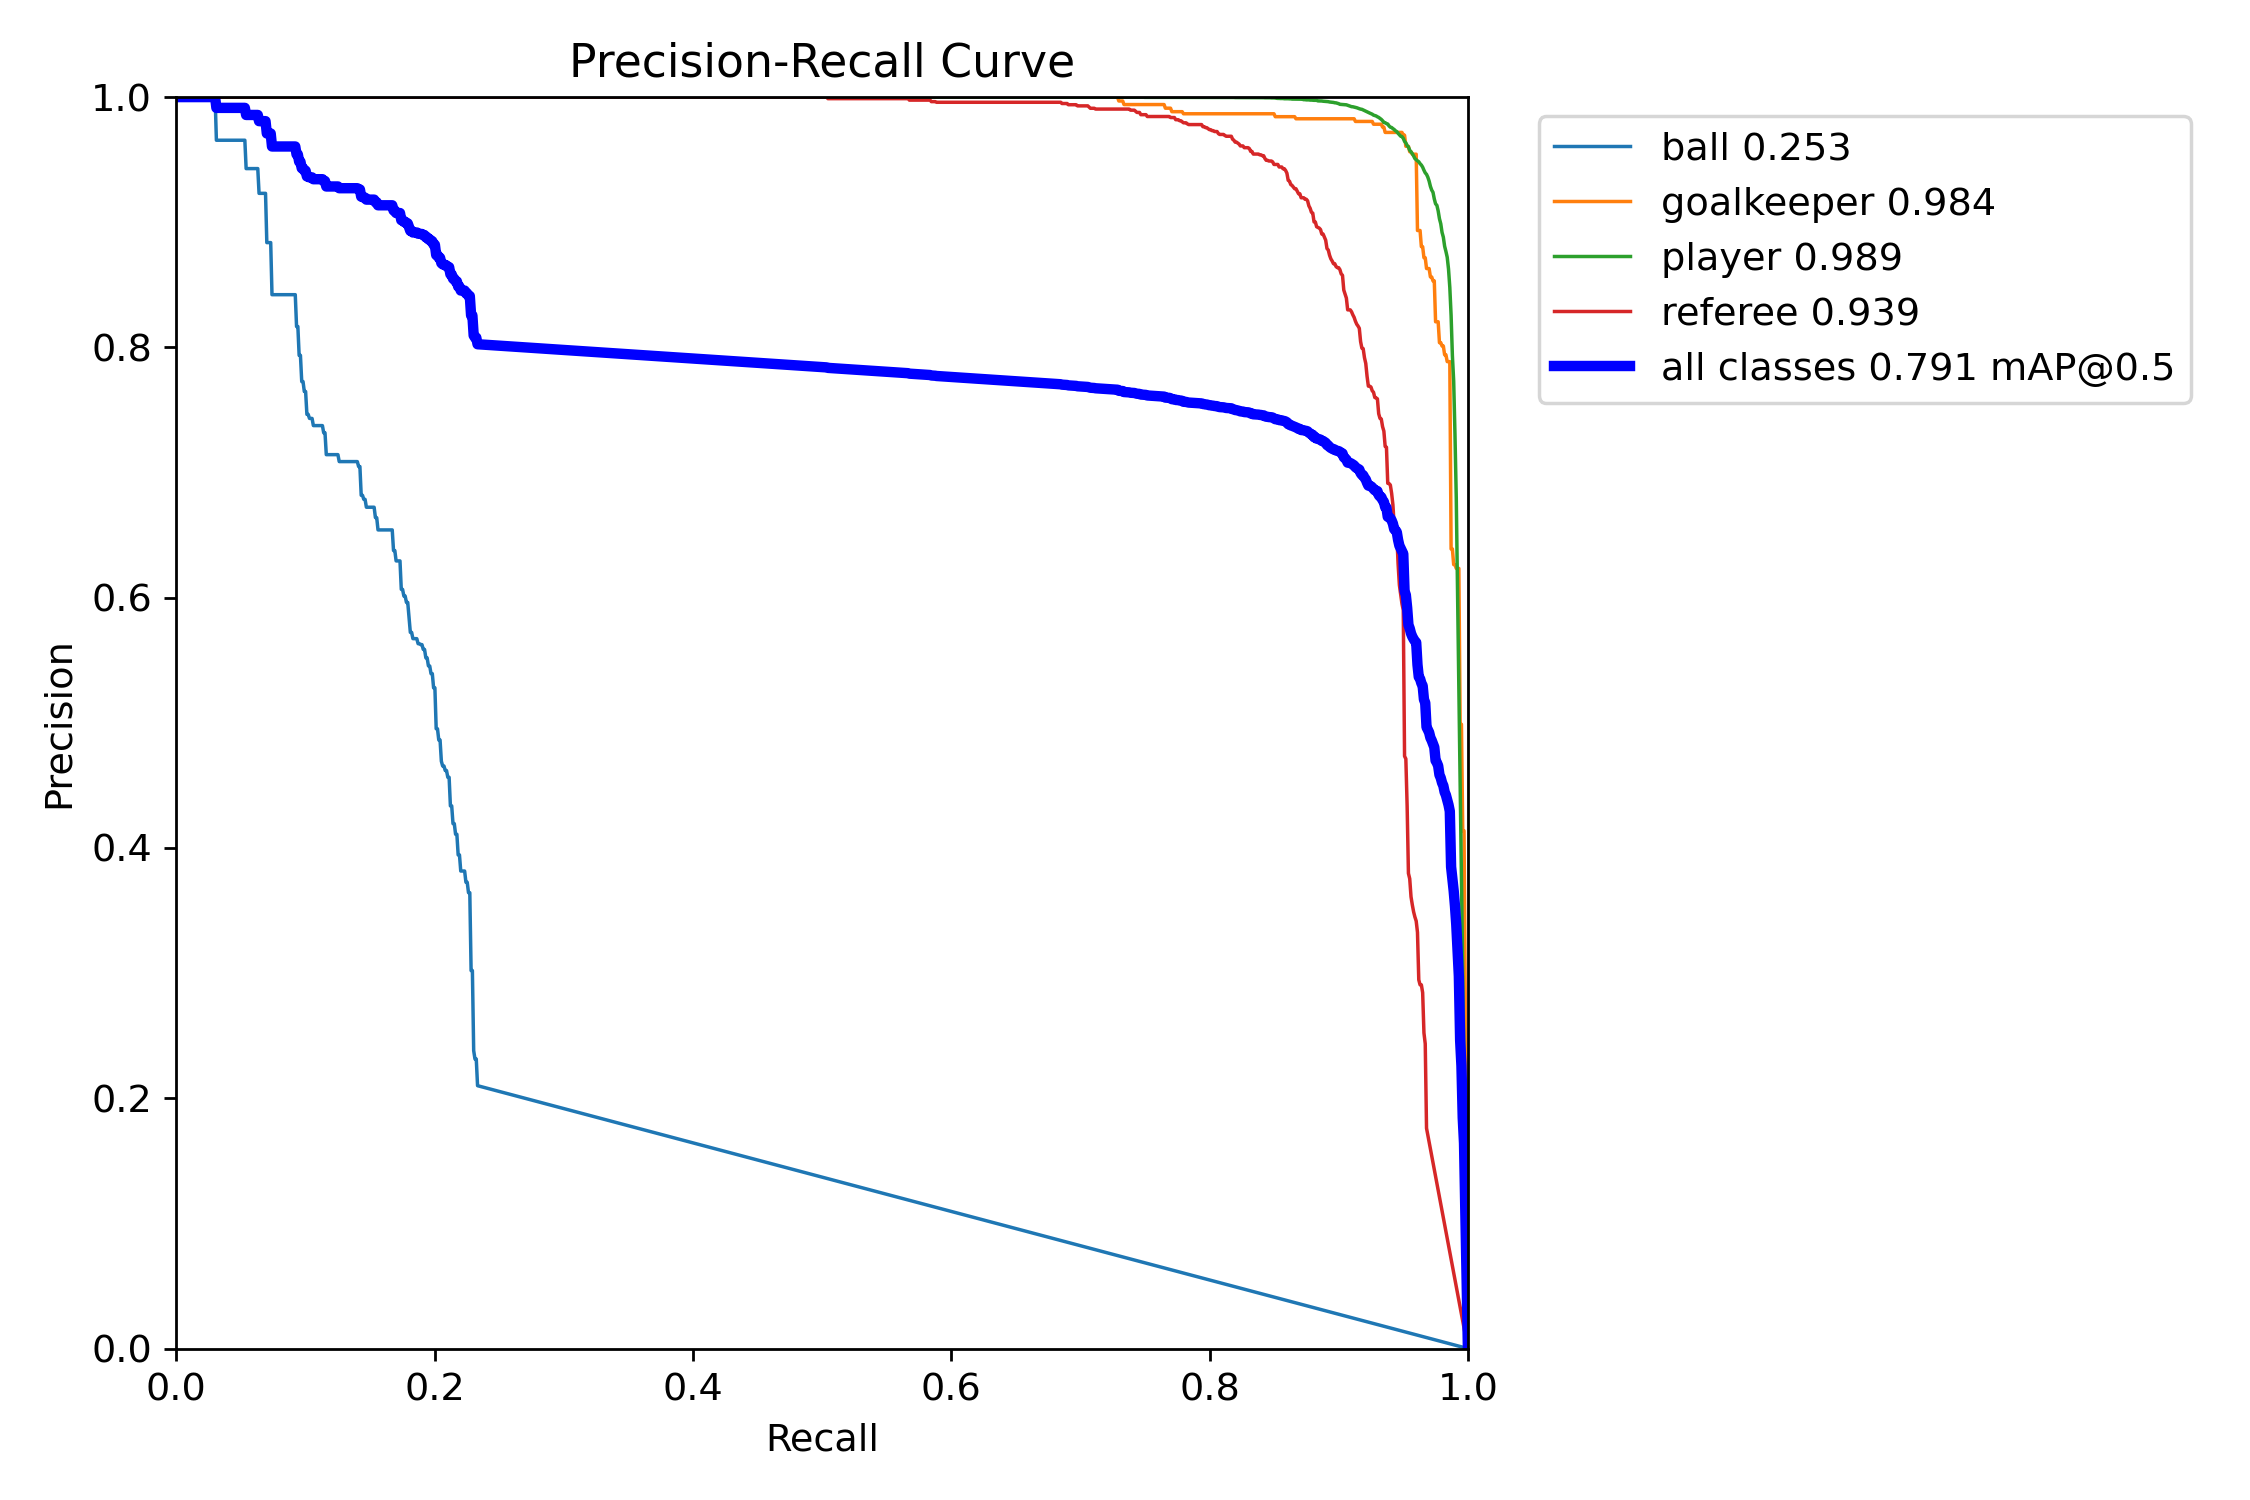 Precision-Recall Curve
1.0
0.8
0.6
0.4
0.2
0.0
Precision
0.0 0.2 0.4 0.6 0.8 1.0
Recall
ball 0.253
goalkeeper 0.984
player 0.989
referee 0.939
all classes 0.791 mAP@0.5